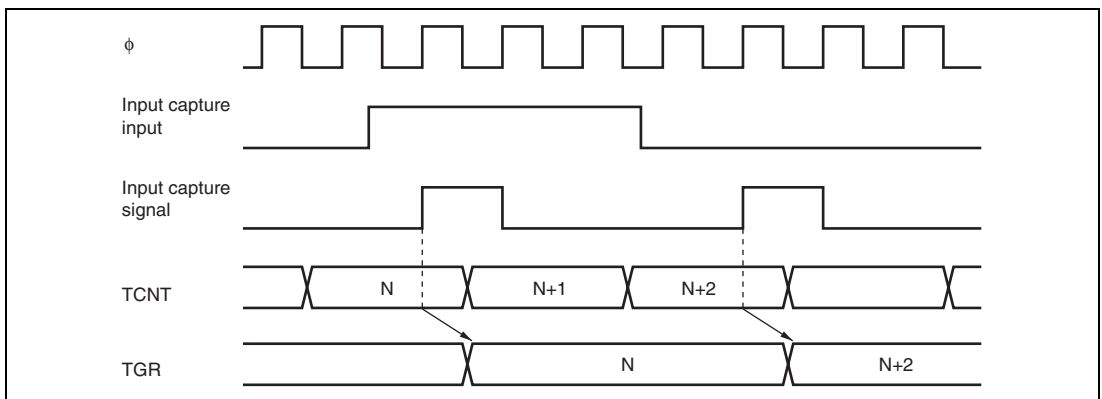 ϕ
Input capture
input
Input capture
signal
TCNT
N
N+1
N+2
TGR
N
N+2